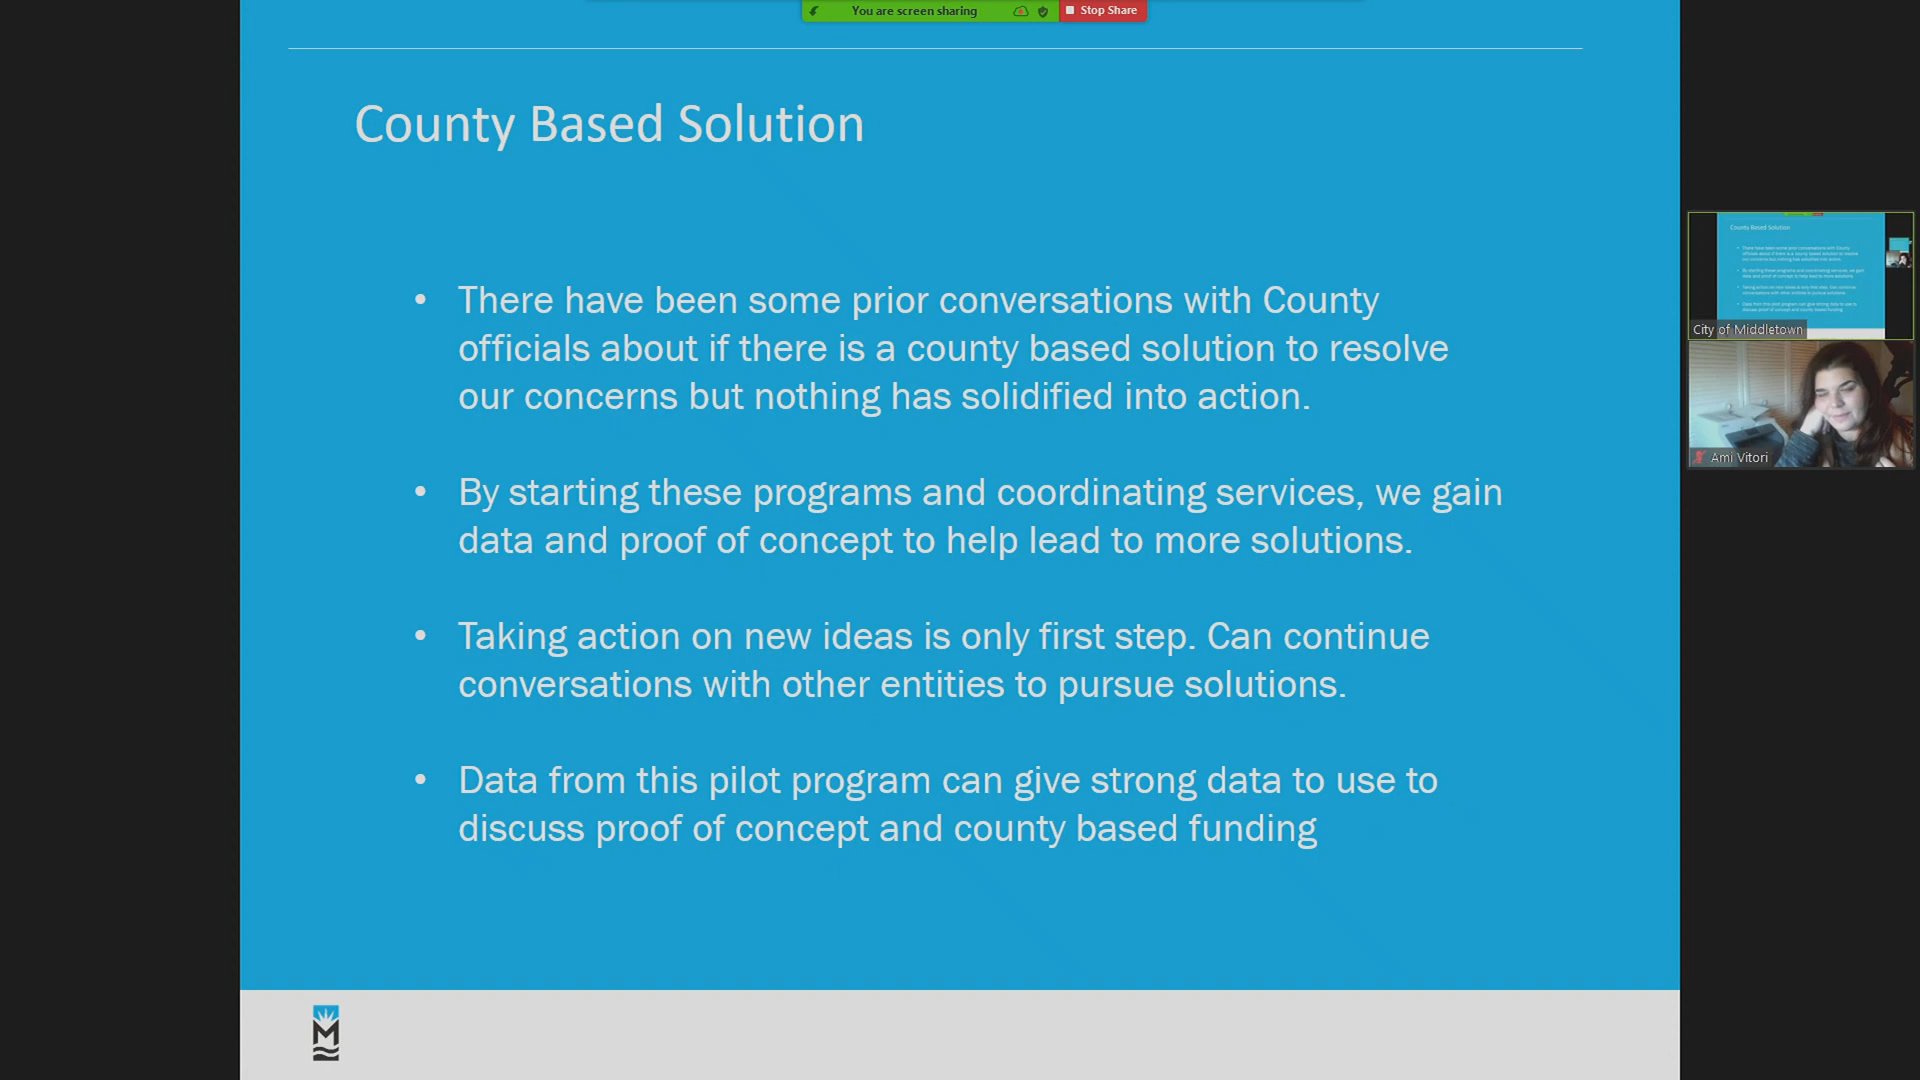 You are screen sharing
Stop Share
County Based Solution
• There have been some prior conversations with County
officials about if there is a county based solution to resolve
our concerns but nothing has solidified into action.
• By starting these programs and coordinating services, we gain
data and proof of concept to help lead to more solutions.
• Taking action on new ideas is only first step. Can continue
conversations with other entities to pursue solutions.
• Data from this pilot program can give strong data to use to
discuss proof of concept and county based funding
M
County Based Solution
City of Middletown
Ami Vitori